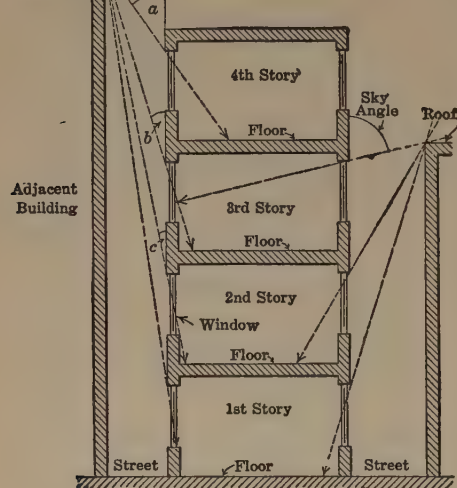 a
4th Story
Sky
Angle
Roof
Floor
b
Adjacent
Building
3rd Story
c
Floor
2nd Story
Window
Floor
1st Story
Street
Floor
Street